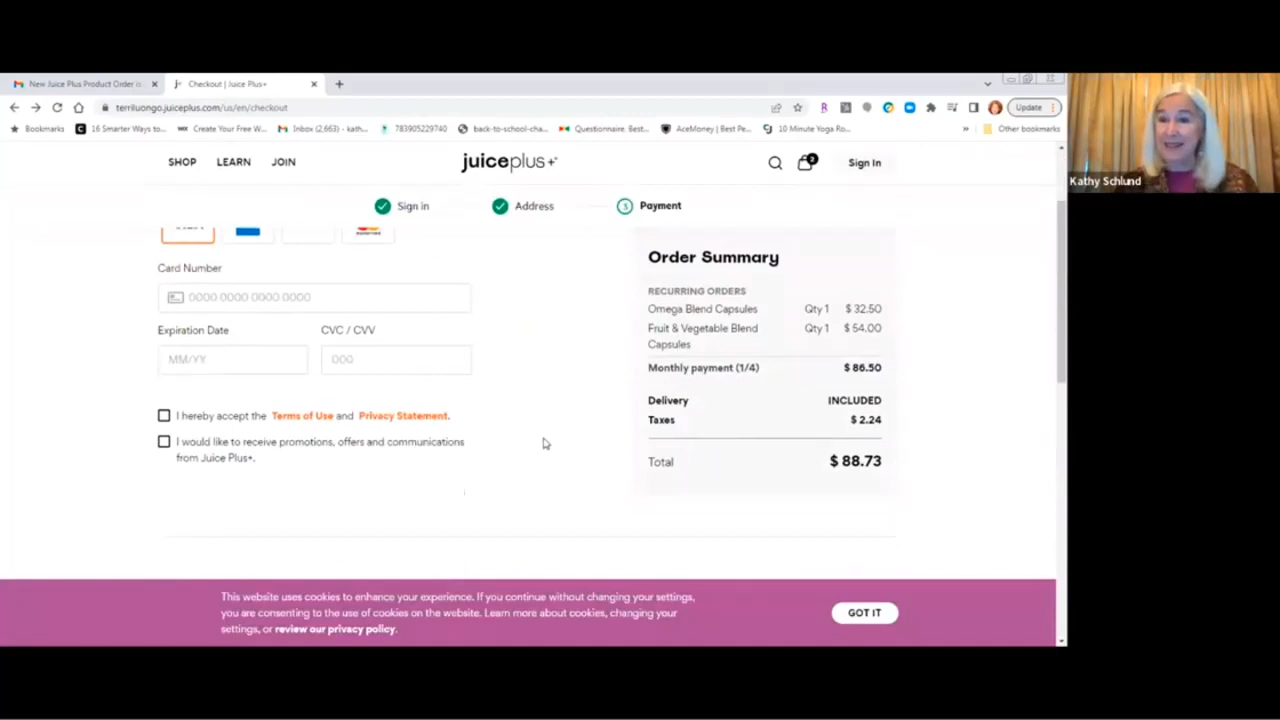 New Juice Plus Product Order o
Checkout | Juice Plus+
terriluongo.juiceplus.com/us/en/checkout
Update
Bookmarks
16 Smarter Ways to...
Create Your Free W...
Inbox (2,663) - kath...
783905229740
back-to-school-cha...
Questionnaire: Best...
AceMoney | Best Pe...
10 Minute Yoga Ro...
Other bookmarks
SHOP LEARN JOIN
juiceplus+
2
Sign In
Kathy Schlund
Sign in
Address
3 Payment
Card Number
0000 0000 0000 0000
Expiration Date
CVC / CVV
MM/YY
000
I hereby accept the Terms of Use and Privacy Statement.
I would like to receive promotions, offers and communications
from Juice Plus+.
Order Summary
RECURRING ORDERS
Omega Blend Capsules Qty 1 $ 32.50
Fruit & Vegetable Blend Qty 1 $ 54.00
Capsules
Monthly payment (1/4) $ 86.50
Delivery INCLUDED
Taxes $ 2.24
Total $ 88.73
This website uses cookies to enhance your experience. If you continue without changing your settings,
you are consenting to the use of cookies on the website. Learn more about cookies, changing your
settings, or review our privacy policy.
GOT IT